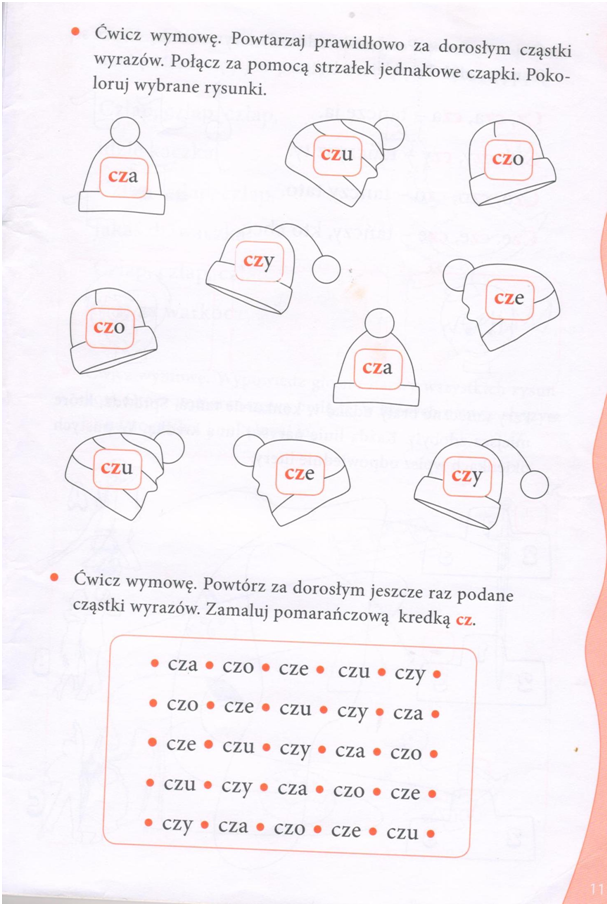 • Ćwicz wymowę. Powtarzaj prawidłowo za dorosłym cząstki
wyrazów. Połącz za pomocą strzałek jednakowe czapki. Poko-
loruj wybrane rysunki.
cza
czu
czo
czy
cze
czo
cza
czu
cze
czy
• Ćwicz wymowę. Powtórz za dorosłym jeszcze raz podane
cząstki wyrazów. Zamaluj pomarańczową kredką cz.
• cza • czo • cze • czu • czy •
• czo • cze • czu • czy • cza •
• cze • czu • czy • cza • czo •
• czu • czy • cza • czo • cze •
• czy • cza • czo • cze • czu •
11